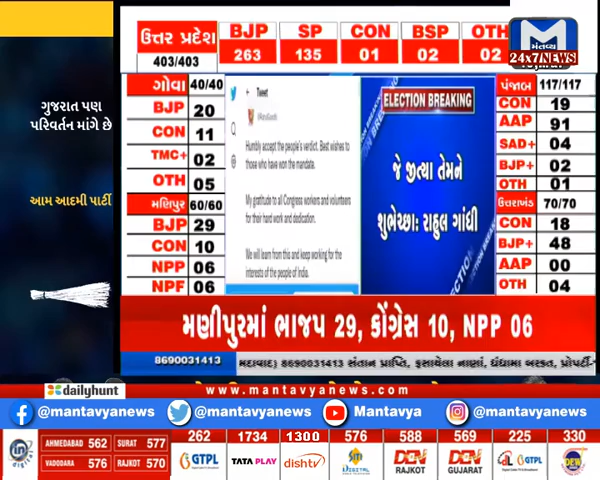 ગુજરાત પણ
પરિવર્તન માંગે છે
આમ આદમી પાર્ટી
ઉત્તર પ્રદેશ
403/403
BJP SP CON BSP OTH
263 135 01 02 02
મંતવ્ય
24x7NEWS
ગોવા 40/40
BJP 20
CON 11
TMC+ 02
OTH 05
મણિપુર 60/60
BJP 29
CON 10
NPP 06
NPF 06
Tweet
Humbly accept the people's verdict. Best wishes to
those who have won the mandate.
My gratitude to all Congress workers and volunteers
for their hard work and dedication.
We will learn from this and keep working for the
interests of the people of India.
ELECTION BREAKING
જે જીત્યા તેમને
શુભેચ્છા: રાહુલ ગાંધી
પંજાબ 117/117
CON 19
AAP 91
SAD+ 04
BJP+ 02
OTH 01
ઉત્તરાખંડ 70/70
CON 18
BJP+ 48
AAP 00
OTH 04
મણીપુરમાં ભાજપ 29, કોંગ્રેસ 10, NPP 06
8690031413 મદાવાદ) 8690031413 સંતાન પ્રાપ્તિ, ફસાયેલા નાણાં, ધંધામા બરકત, પ્રોપર્ટી-
dailyhunt www.mantavyanews.com
@mantavyanews @mantavyanews Mantavya @mantavyanews
in digital
AHMEDABAD 562 SURAT 577
VADODARA 576 RAJKOT 570
262 1734 1300 576 588 569 225 330
GTPL TATA PLAY dishtv DIGITAL DEN RAJKOT DEN GUJARAT GTPL DEW